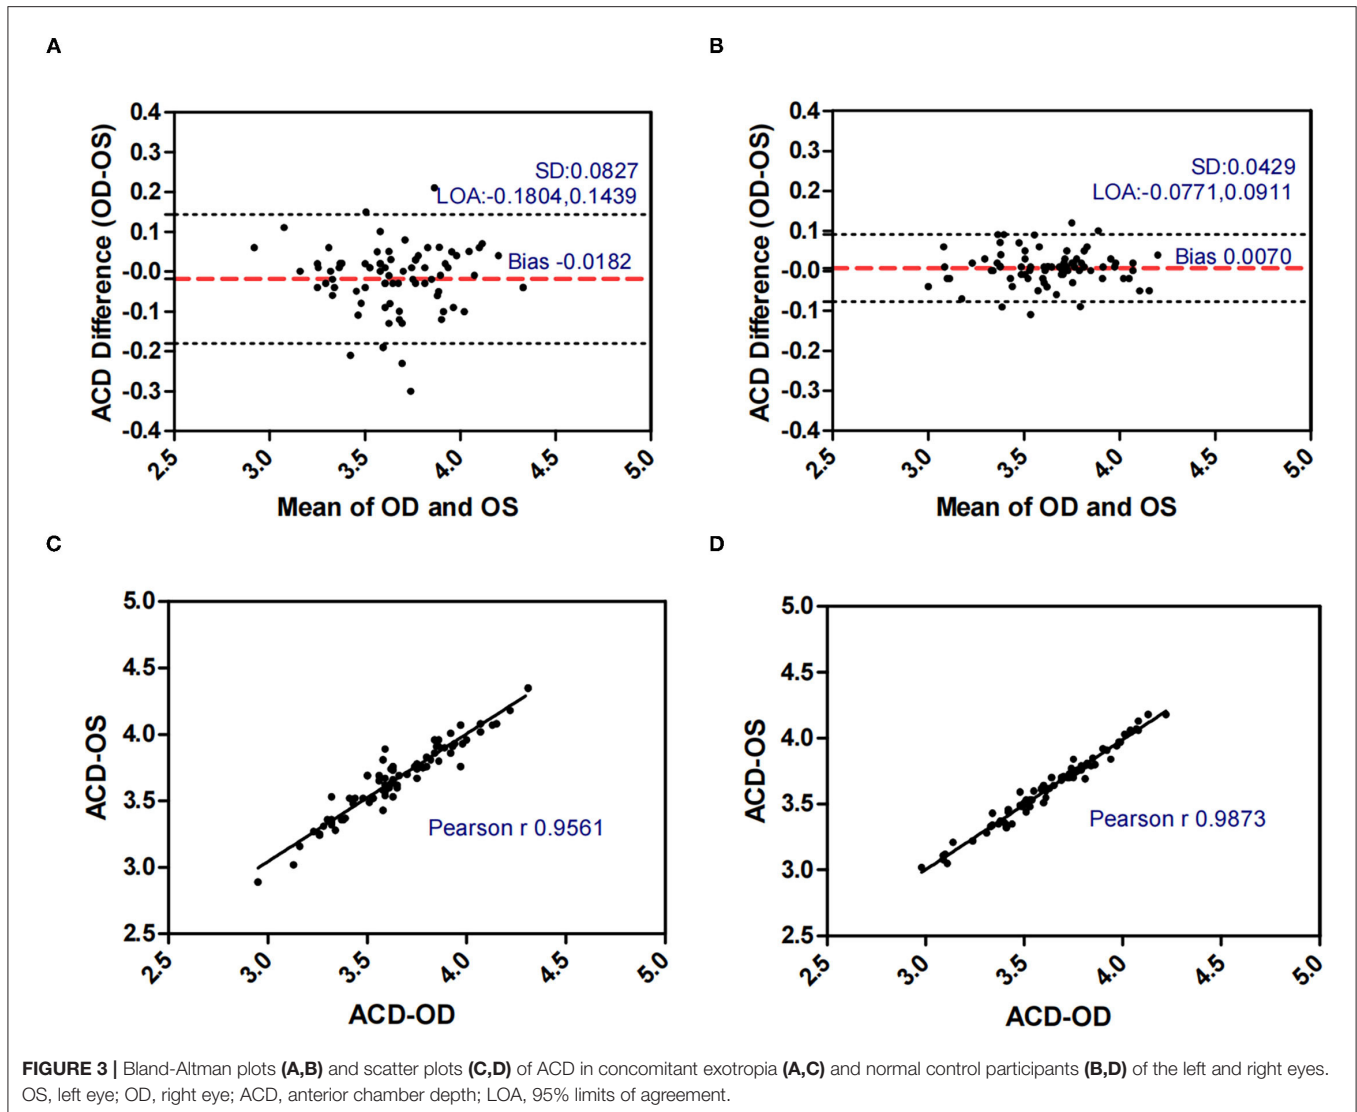 A
B
0.4
0.3
0.2
0.1
-0.0
-0.1
-0.2
-0.3
-0.4
ACD Difference (OD-OS)
SD:0.0827
LOA:-0.1804,0.1439
Bias -0.0182
2.5
3.0
3.5
4.0
4.5
5.0
Mean of OD and OS
0.4
0.3
0.2
0.1
-0.0
-0.1
-0.2
-0.3
-0.4
ACD Difference (OD-OS)
SD:0.0429
LOA:-0.0771,0.0911
Bias 0.0070
2.5
3.0
3.5
4.0
4.5
5.0
Mean of OD and OS
C
D
5.0
4.5
4.0
3.5
3.0
2.5
ACD-OS
Pearson r 0.9561
2.5
3.0
3.5
4.0
4.5
5.0
ACD-OD
5.0
4.5
4.0
3.5
3.0
2.5
ACD-OS
Pearson r 0.9873
2.5
3.0
3.5
4.0
4.5
5.0
ACD-OD
FIGURE 3 | Bland-Altman plots (A,B) and scatter plots (C,D) of ACD in concomitant exotropia (A,C) and normal control participants (B,D) of the left and right eyes.
OS, left eye; OD, right eye; ACD, anterior chamber depth; LOA, 95% limits of agreement.